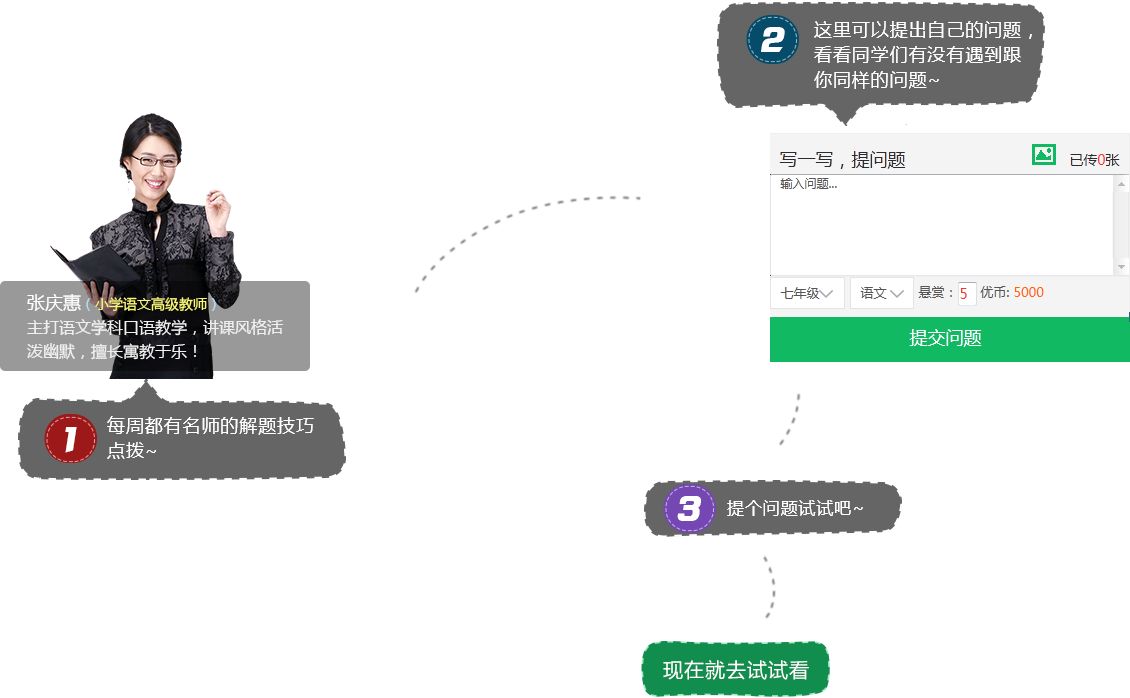 张庆惠（小学语文高级教师）
主打语文学科口语教学，讲课风格活
泼幽默，擅长寓教于乐！
1
每周都有名师的解题技巧
点拨~
2
这里可以提出自己的问题，
看看同学们有没有遇到跟
你同样的问题~
写一写，提问题
已传0张
输入问题...
七年级 语文 悬赏：5 优币: 5000
提交问题
3
提个问题试试吧~
现在就去试试看